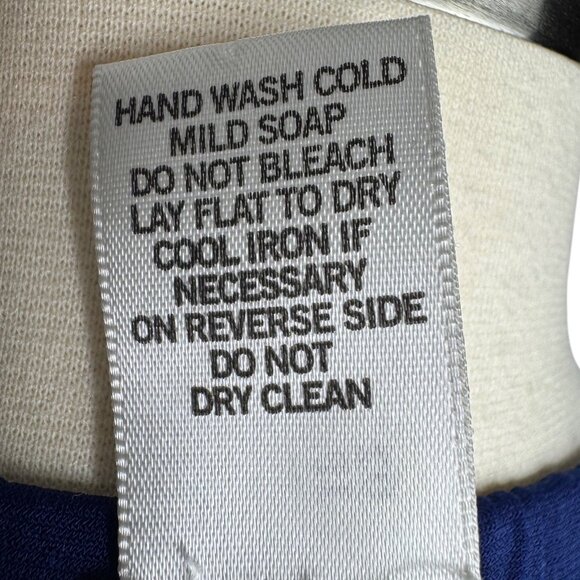 HAND WASH COLD
MILD SOAP
DO NOT BLEACH
LAY FLAT TO DRY
COOL IRON IF
NECESSARY
ON REVERSE SIDE
DO NOT
DRY CLEAN